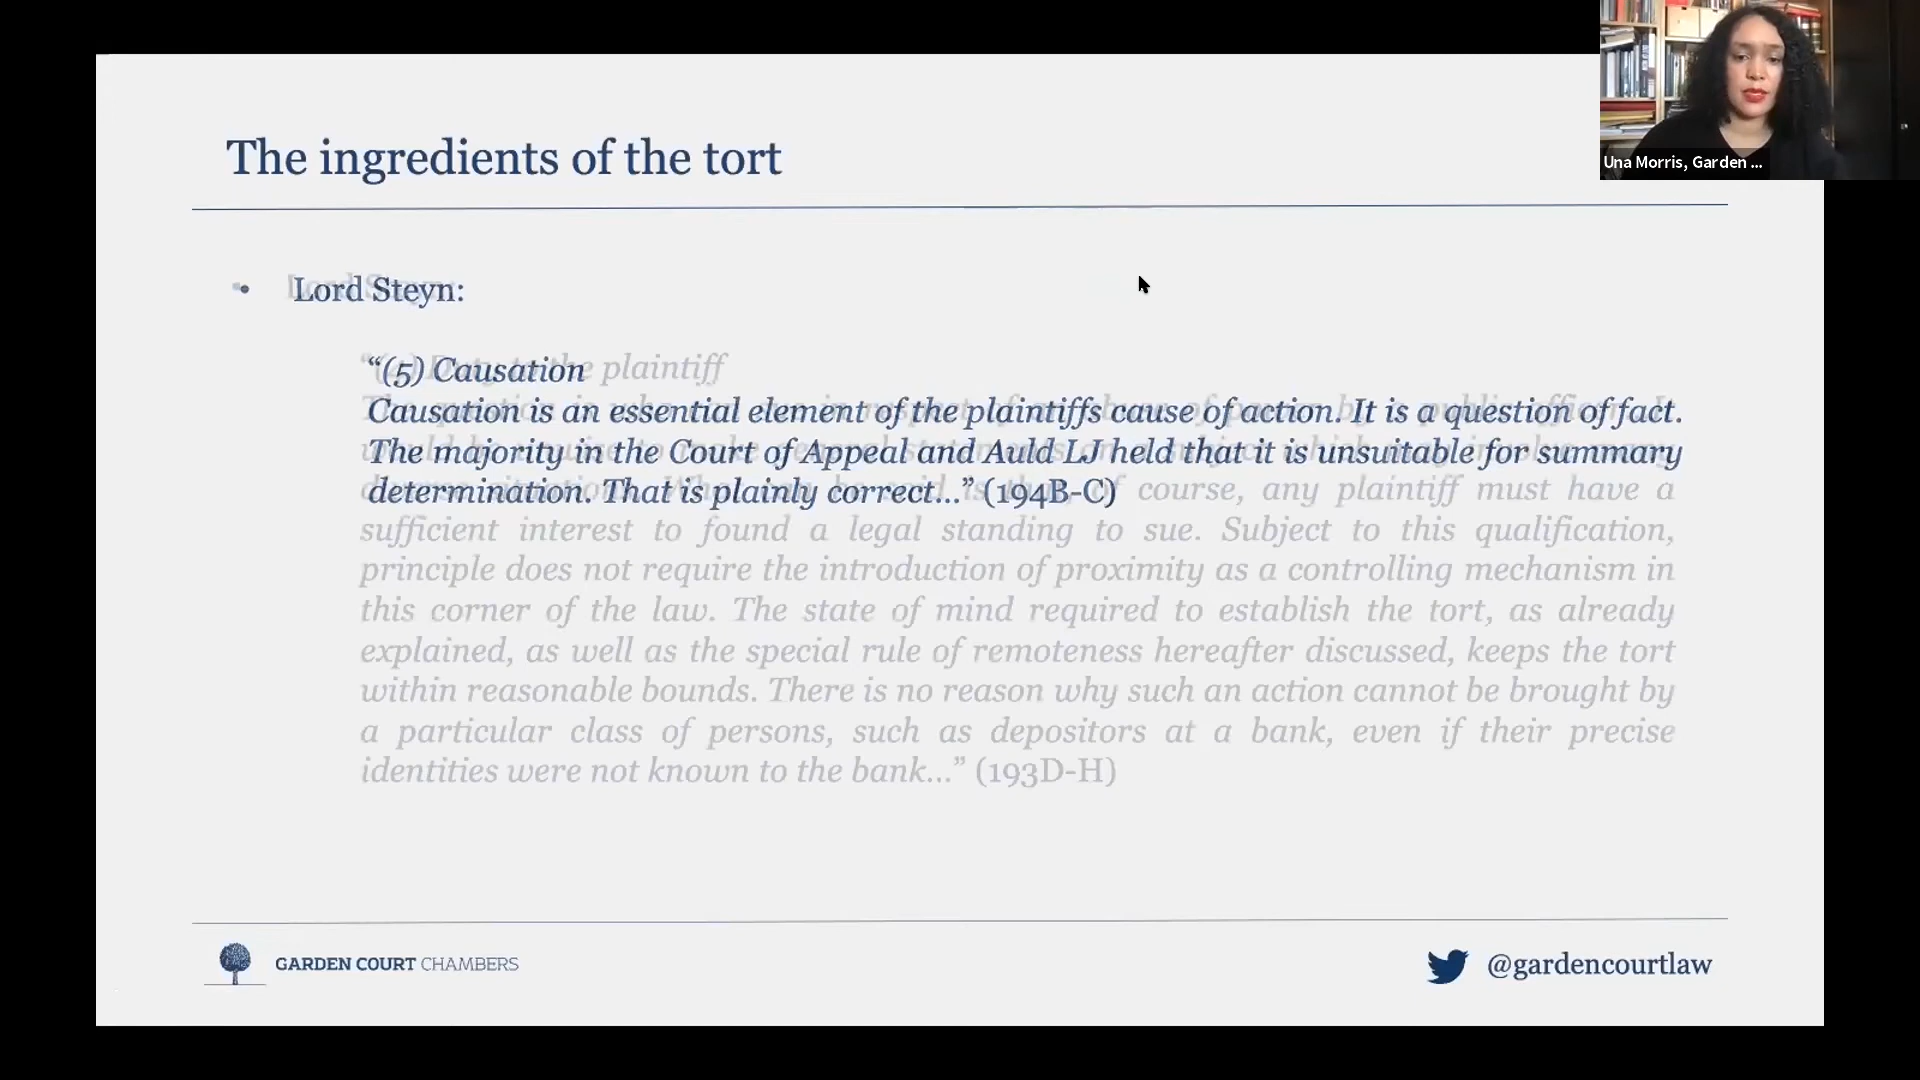 Una Morris, Garden ...
The ingredients of the tort
• Lord Steyn:
“(5) Causation
Causation is an essential element of the plaintiffs cause of action. It is a question of fact.
The majority in the Court of Appeal and Auld LJ held that it is unsuitable for summary
determination. That is plainly correct...” (194B-C)
plaintiff
course, any plaintiff must have a
sufficient interest to found a legal standing to sue. Subject to this qualification,
principle does not require the introduction of proximity as a controlling mechanism in
this corner of the law. The state of mind required to establish the tort, as already
explained, as well as the special rule of remoteness hereafter discussed, keeps the tort
within reasonable bounds. There is no reason why such an action cannot be brought by
a particular class of persons, such as depositors at a bank, even if their precise
identities were not known to the bank...” (193D-H)
GARDEN COURT CHAMBERS
@gardencourtlaw